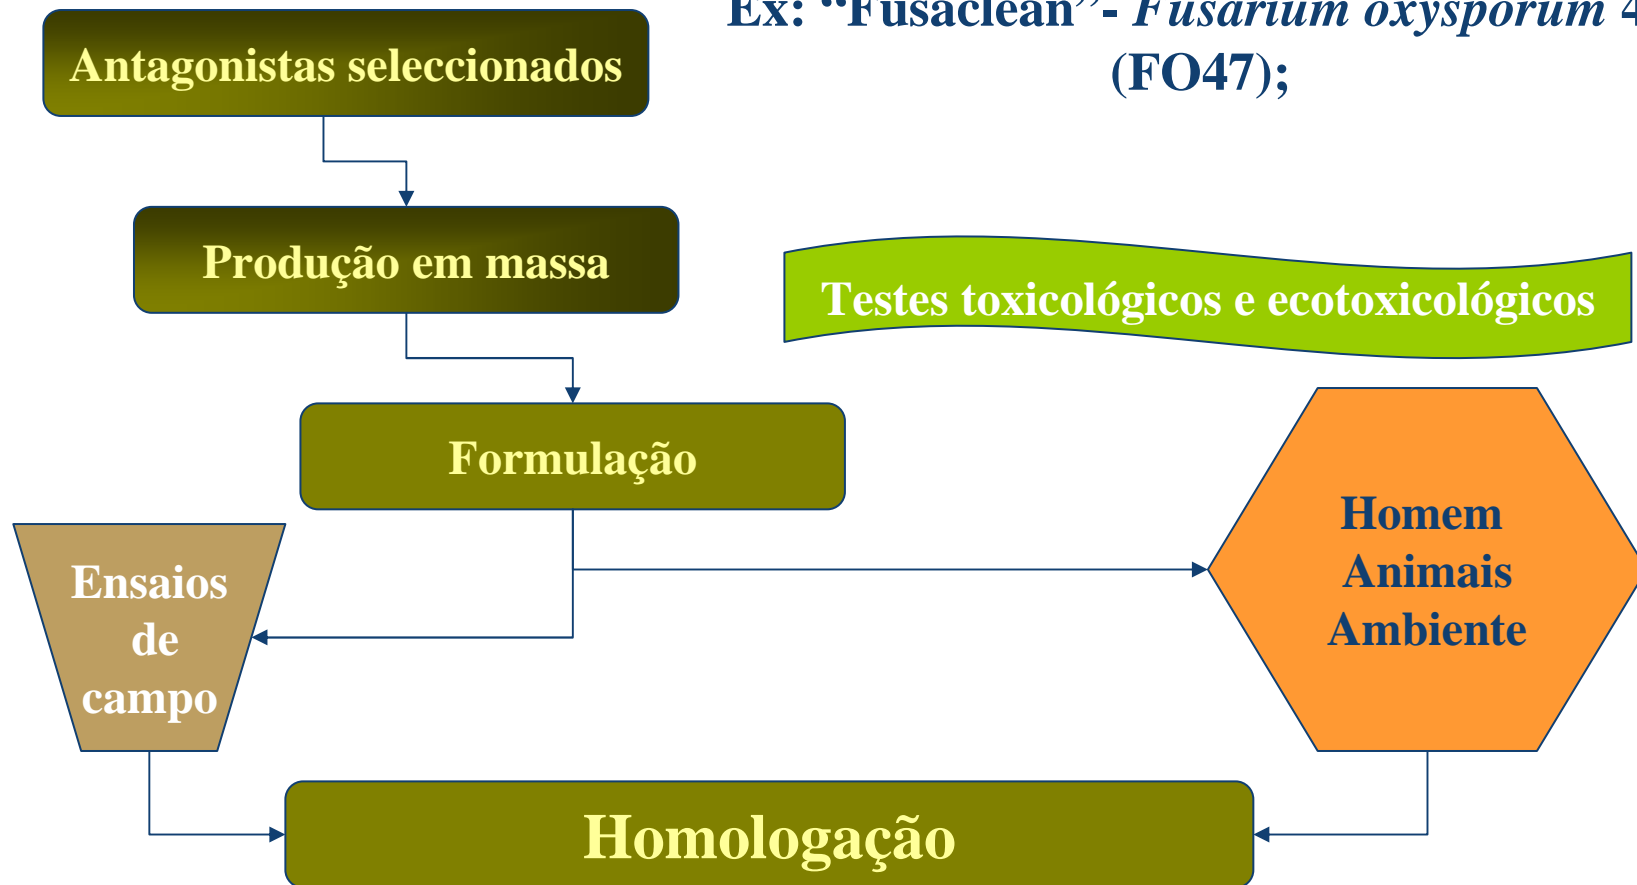 Ex: “Fusaclean”- Fusarium oxysporum 4
(FO47);
Antagonistas seleccionados
Produção em massa
Testes toxicológicos e ecotoxicológicos
Formulação
Homem
Animais
Ambiente
Ensaios
de
campo
Homologação